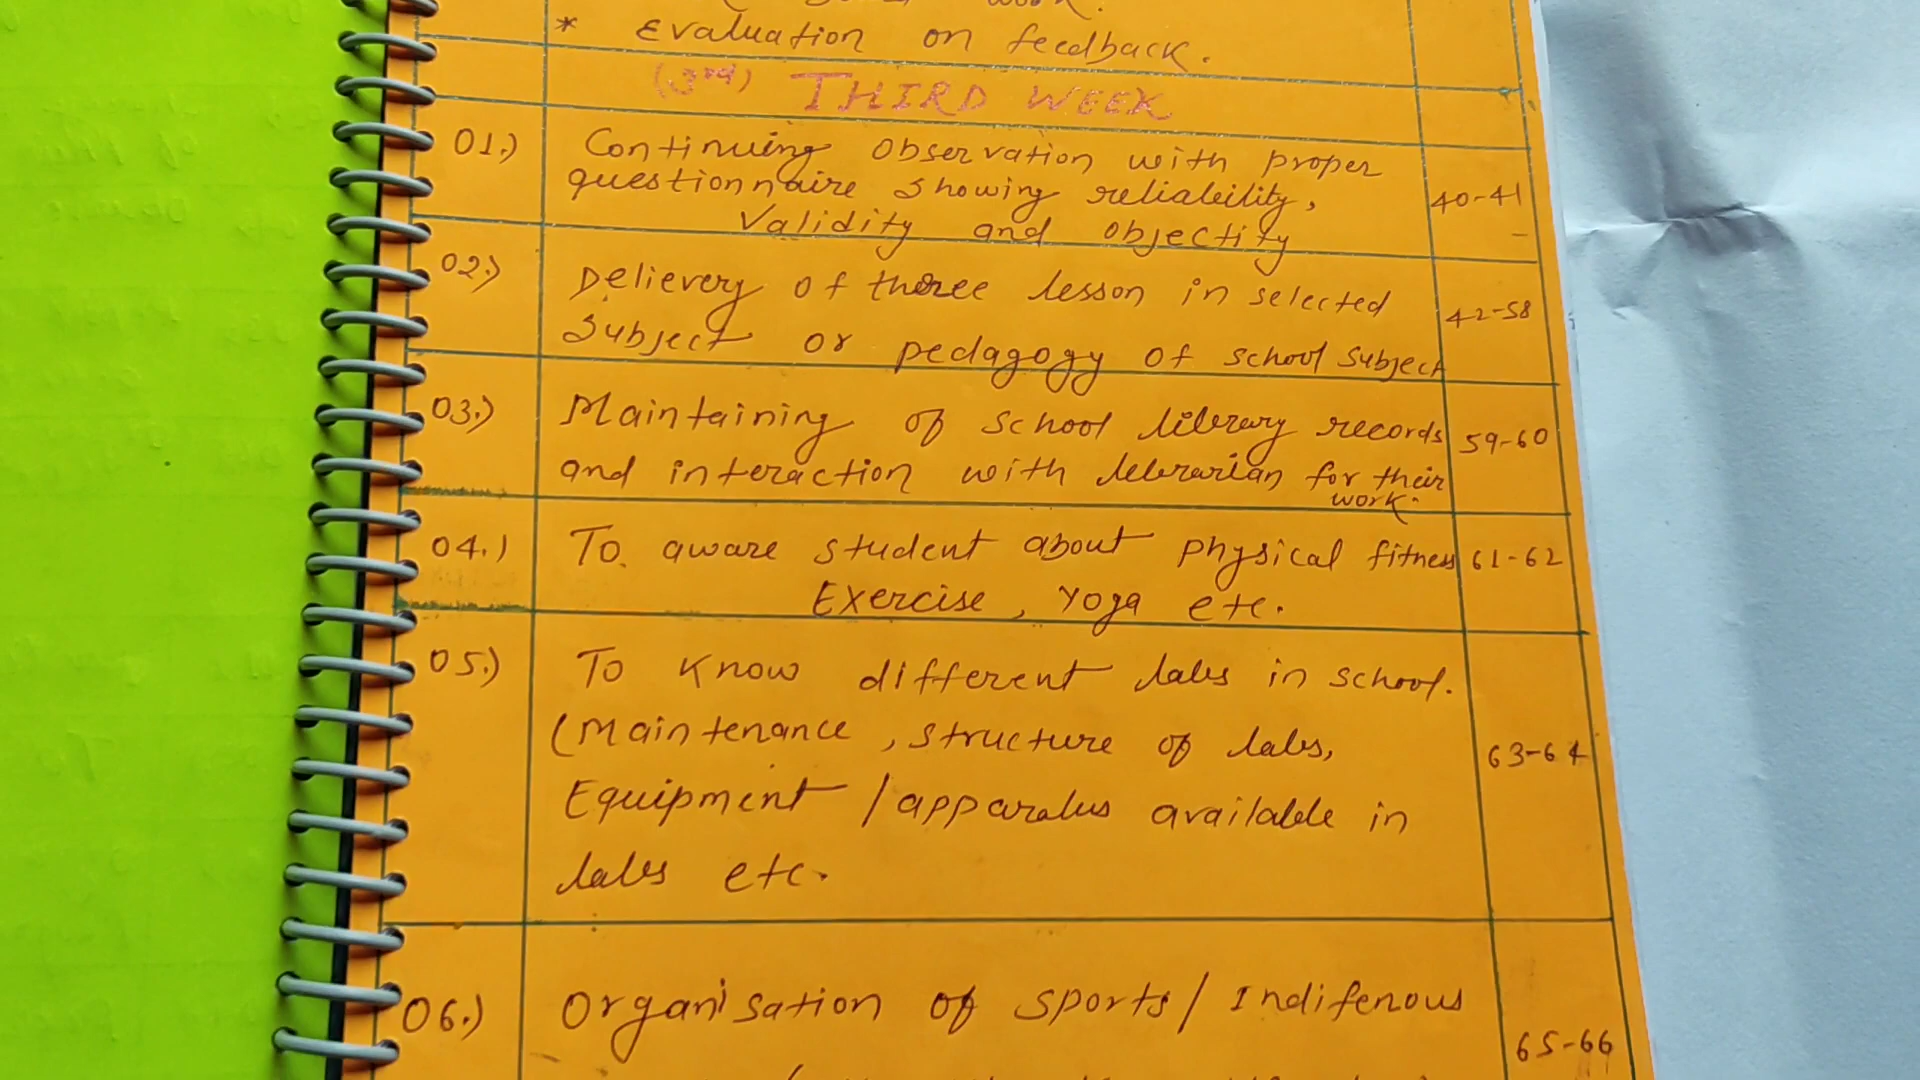 * Evaluation on feedback.
(3rd) THIRD WEEK
01.) Continuing observation with proper
questionnaire showing reliability,
Validity and objectity
40-41
02.) Delievery of three lesson in selected
Subject or pedagogy of school subject
42-58
03.) Maintaining of school library records
and interaction with librarian for their
work.
59-60
04.) To aware student about physical fitness
Exercise, Yoga etc.
61-62
05.) To know different labs in school.
(Maintenance, structure of labs,
Equipment / apparatus available in
labs etc.
63-64
06.) Organisation of sports/ Indifenous
65-66